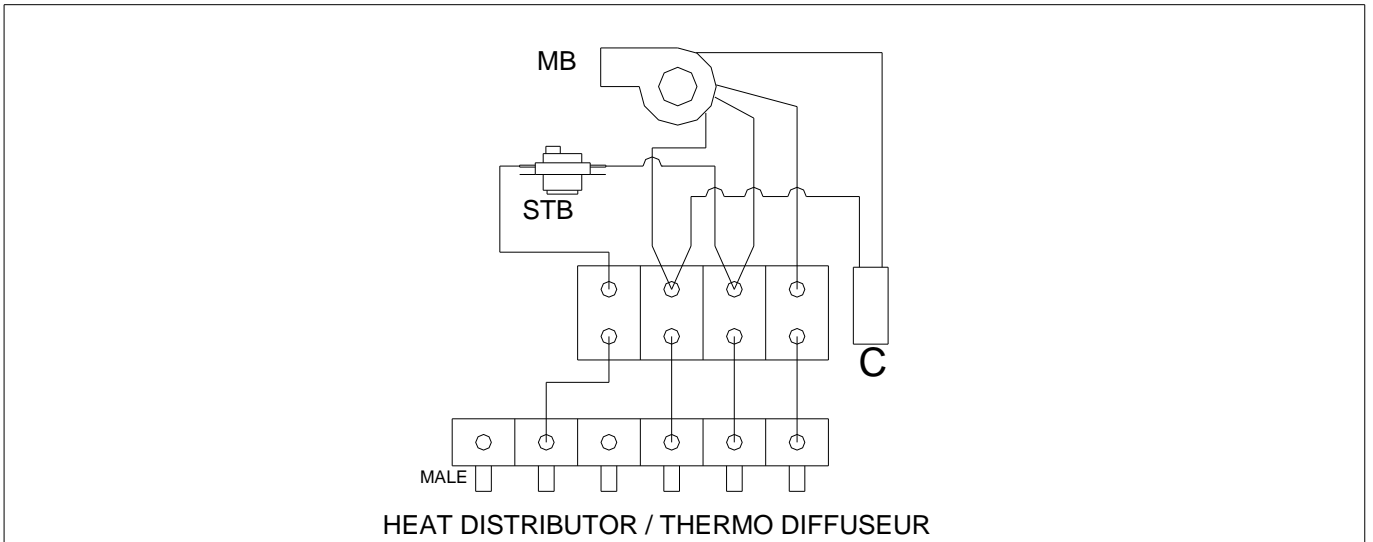 MB
STB
C
MALE
HEAT DISTRIBUTOR / THERMO DIFFUSEUR